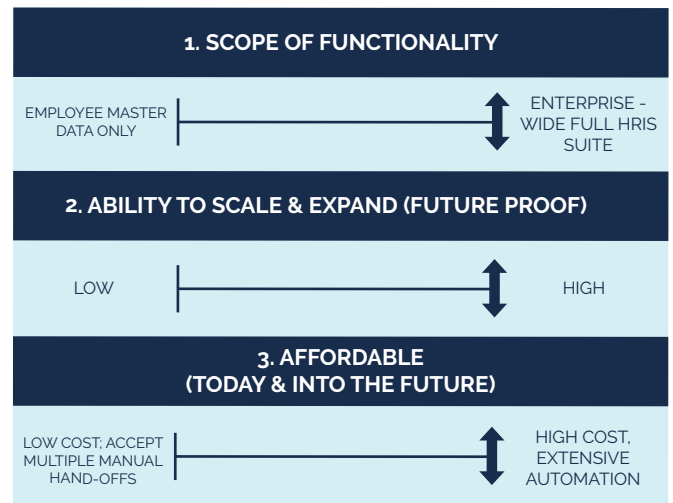 1. SCOPE OF FUNCTIONALITY
EMPLOYEE MASTER
DATA ONLY
ENTERPRISE -
WIDE FULL HRIS
SUITE
2. ABILITY TO SCALE & EXPAND (FUTURE PROOF)
LOW
HIGH
3. AFFORDABLE
(TODAY & INTO THE FUTURE)
LOW COST; ACCEPT
MULTIPLE MANUAL
HAND-OFFS
HIGH COST,
EXTENSIVE
AUTOMATION